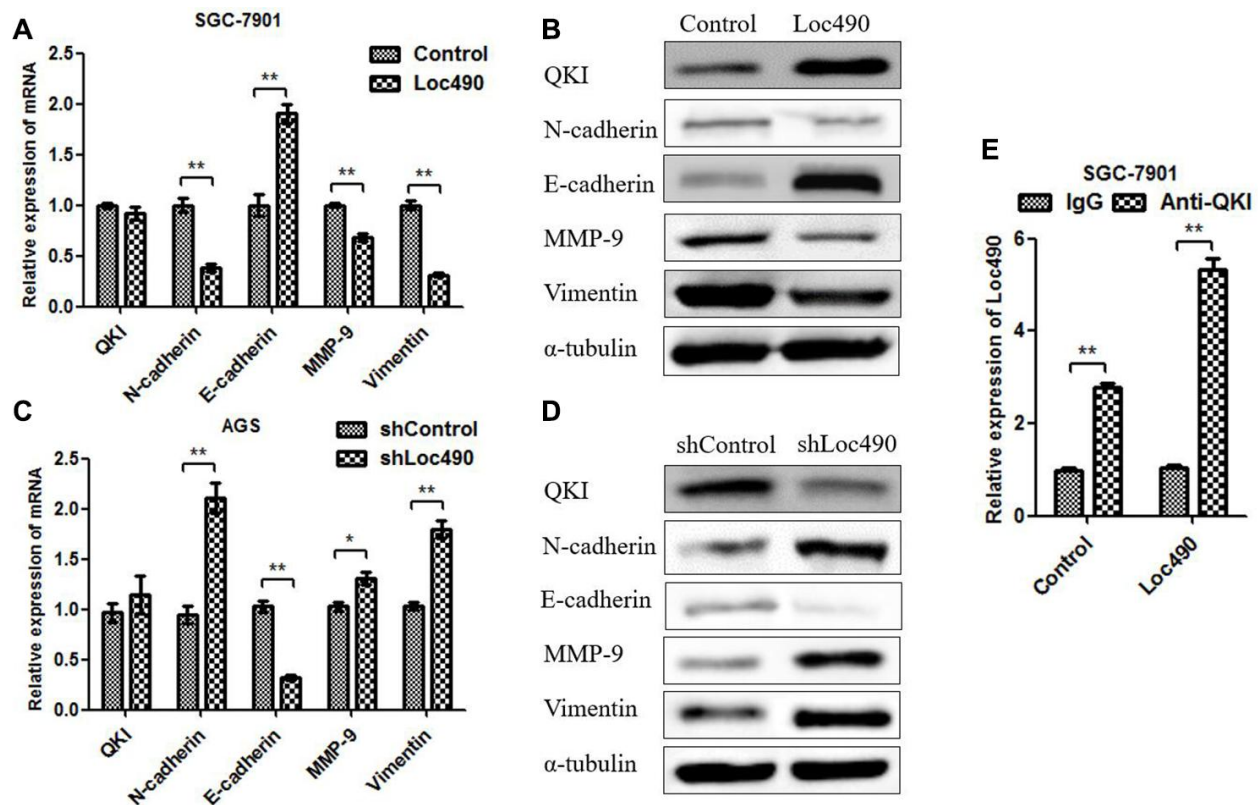 A
SGC-7901
Relative expression of mRNA
2.5
2.0
1.5
1.0
0.5
0.0
Control
Loc490
**
**
**
**
QKI
N-cadherin
E-cadherin
MMP-9
Vimentin
B
Control Loc490
QKI
N-cadherin
E-cadherin
MMP-9
Vimentin
α-tubulin
C
AGS
Relative expression of mRNA
2.5
2.0
1.5
1.0
0.5
0.0
shControl
shLoc490
**
**
*
**
QKI
N-cadherin
E-cadherin
MMP-9
Vimentin
D
shControl shLoc490
QKI
N-cadherin
E-cadherin
MMP-9
Vimentin
α-tubulin
E
SGC-7901
IgG Anti-QKI
Relative expression of Loc490
6
4
2
0
**
**
Control
Loc490